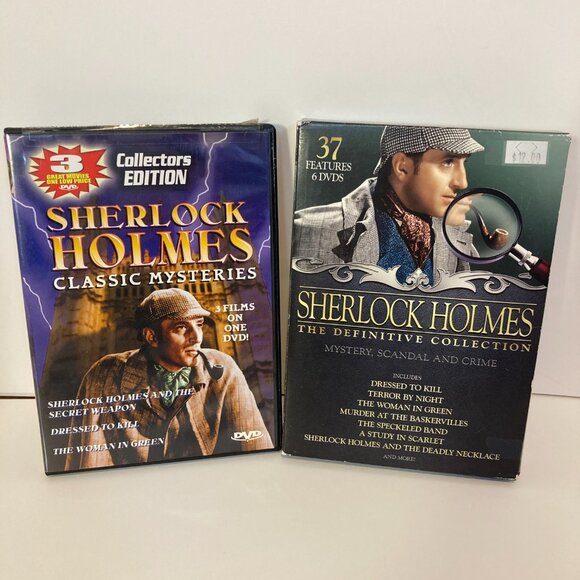 3
GREAT MOVIES
ONE LOW PRICE
DVD
Collectors
EDITION
SHERLOCK
HOLMES
CLASSIC MYSTERIES
3 FILMS
ON
ONE
DVD!
SHERLOCK HOLMES AND THE
SECRET WEAPON
DRESSED TO KILL
THE WOMAN IN GREEN
DVD
37
FEATURES
6 DVDS
SHERLOCK HOLMES
THE DEFINITIVE COLLECTION
MYSTERY, SCANDAL AND CRIME
INCLUDES
DRESSED TO KILL
TERROR BY NIGHT
THE WOMAN IN GREEN
MURDER AT THE BASKERVILLES
THE SPECKELED BAND
A STUDY IN SCARLET
SHERLOCK HOLMES AND THE DEADLY NECKLACE
AND MORE!